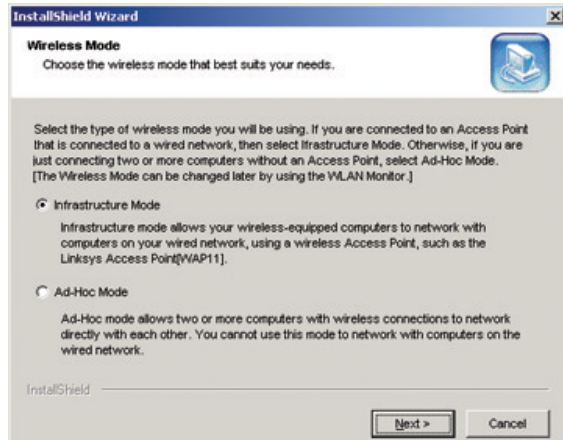 InstallShield Wizard
Wireless Mode
Choose the wireless mode that best suits your needs.
Select the type of wireless mode you will be using. If you are connected to an Access Point
that is connected to a wired network, then select Ifrastructure Mode. Otherwise, if you are
just connecting two or more computers without an Access Point, select Ad-Hoc Mode.
[The Wireless Mode can be changed later by using the WLAN Monitor.]
Infrastructure Mode
Infrastructure mode allows your wireless-equipped computers to network with
computers on your wired network, using a wireless Access Point, such as the
Linksys Access Point[WAP11].
Ad-Hoc Mode
Ad-Hoc mode allows two or more computers with wireless connections to network
directly with each other. You cannot use this mode to network with computers on the
wired network.
InstallShield
Next >
Cancel